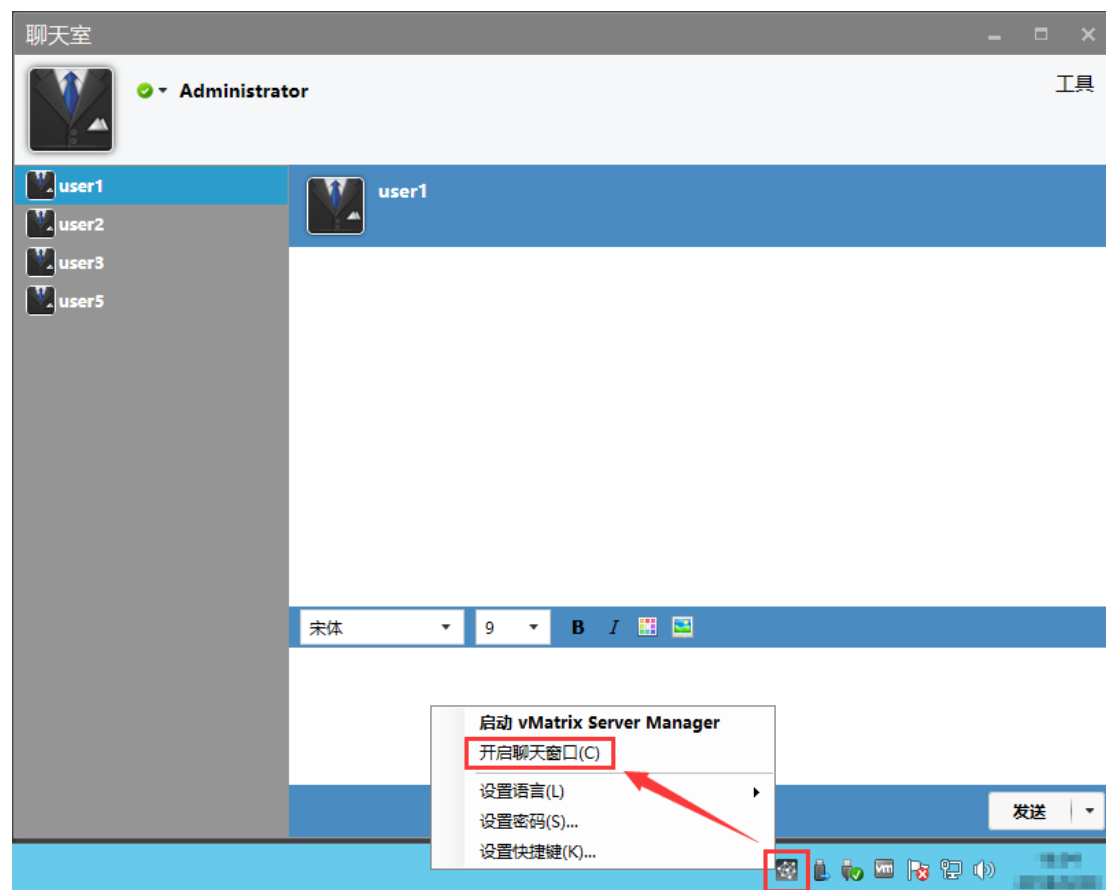 聊天室
Administrator
工具
user1
user2
user3
user5
user1
宋体
9
B
I
启动 vMatrix Server Manager
开启聊天窗口(C)
设置语言(L)
设置密码(S)...
设置快捷键(K)...
发送
vm